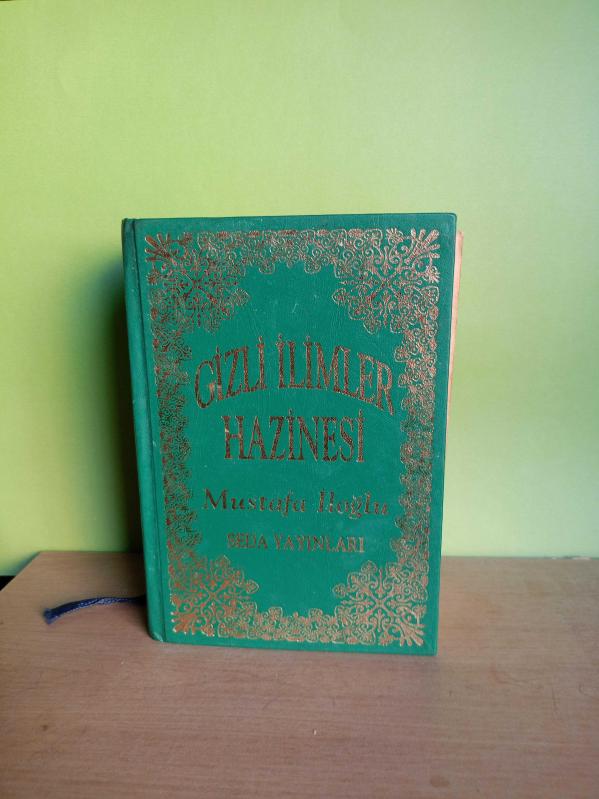 GİZLİ İLİMLER
HAZİNESİ
Mustafa İloğlu
SEDA YAYINLARI